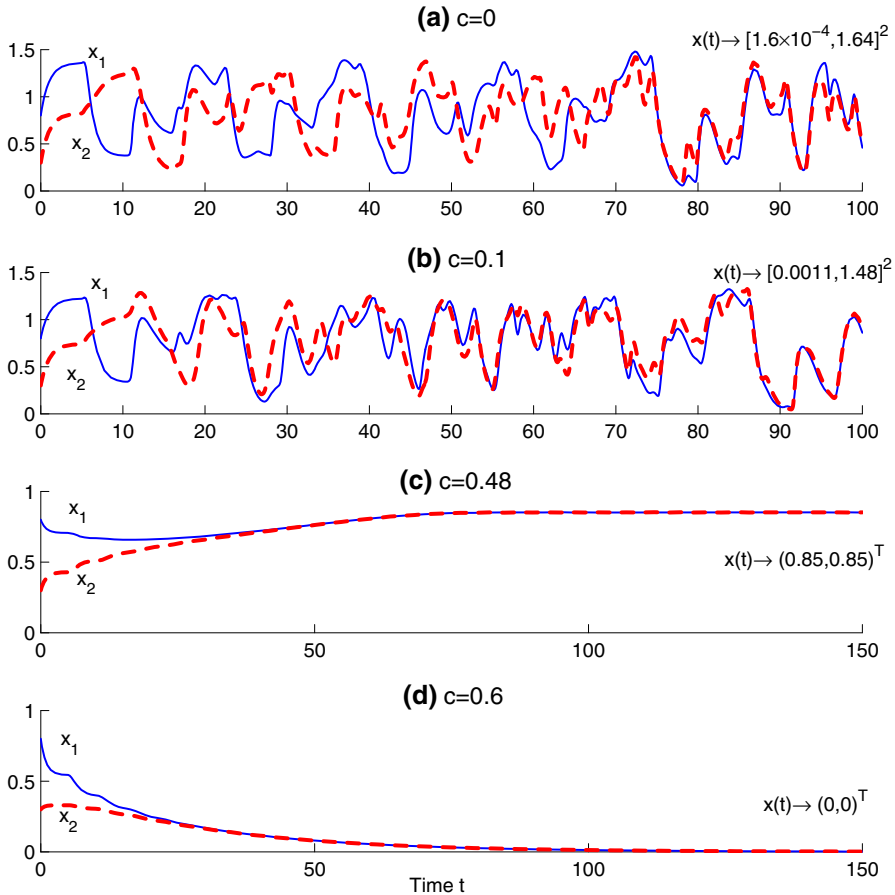 (a) c=0
x(t)→ [1.6×10⁻⁴,1.64]²
1.5
x₁
1
0.5
x₂
0
0 10 20 30 40 50 60 70 80 90 100
(b) c=0.1
x(t)→ [0.0011,1.48]²
1.5
x₁
1
0.5
x₂
0
0 10 20 30 40 50 60 70 80 90 100
(c) c=0.48
1
x₁
0.5
x₂
x(t)→ (0.85,0.85)ᵀ
0
0 50 100 150
(d) c=0.6
1
x₁
0.5
x₂
x(t)→ (0,0)ᵀ
0
0 50 100 150
Time t